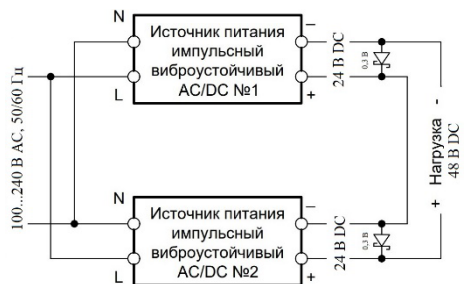 N
L
Источник питания
импульсный
виброустойчивый
AC/DC №1
–
+
24 В DC
0,3 В
100...240 В AC, 50/60 Гц
+ Нагрузка -
48 В DC
N
L
Источник питания
импульсный
виброустойчивый
AC/DC №2
–
+
24 В DC
0,3 В